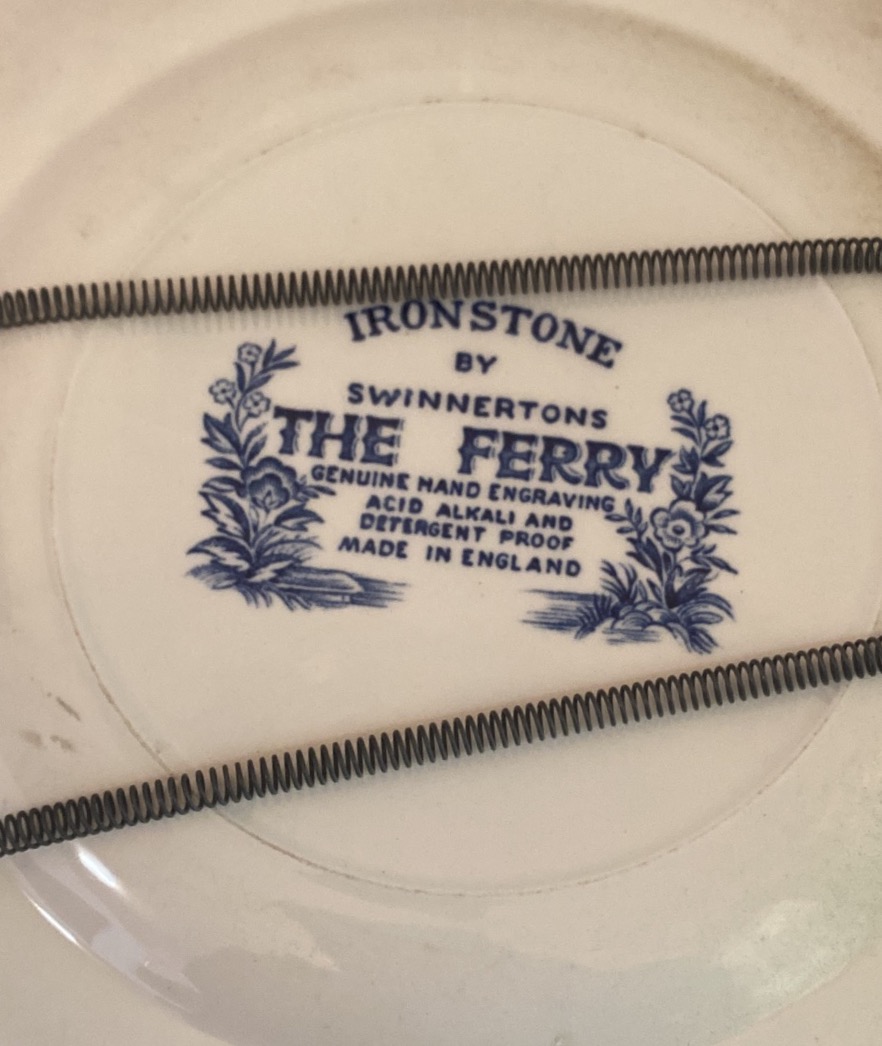 IRONSTONE
BY
SWINNERTONS
THE FERRY
GENUINE HAND ENGRAVING
ACID ALKALI AND
DETERGENT PROOF
MADE IN ENGLAND